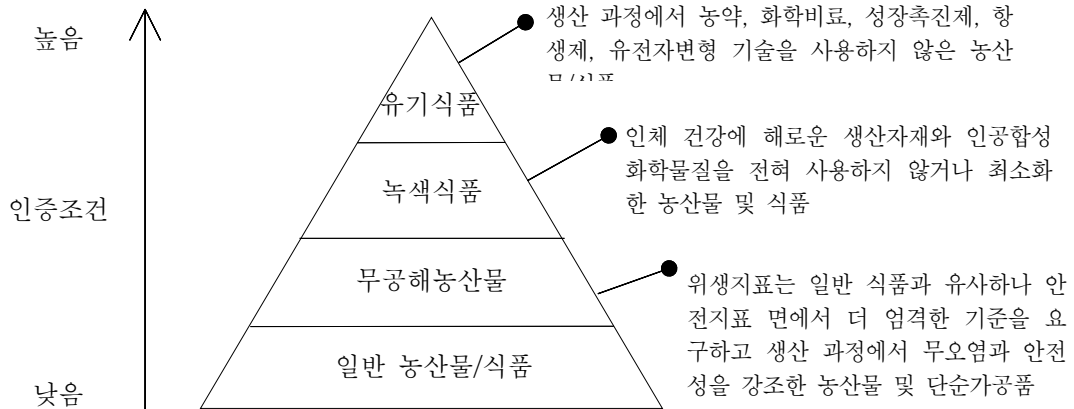 높음
인증조건
낮음
유기식품
녹색식품
무공해농산물
일반 농산물/식품
생산 과정에서 농약, 화학비료, 성장촉진제, 항
생제, 유전자변형 기술을 사용하지 않은 농산
인체 건강에 해로운 생산자재와 인공합성
화학물질을 전혀 사용하지 않거나 최소화
한 농산물 및 식품
위생지표는 일반 식품과 유사하나 안
전지표 면에서 더 엄격한 기준을 요
구하고 생산 과정에서 무오염과 안전
성을 강조한 농산물 및 단순가공품